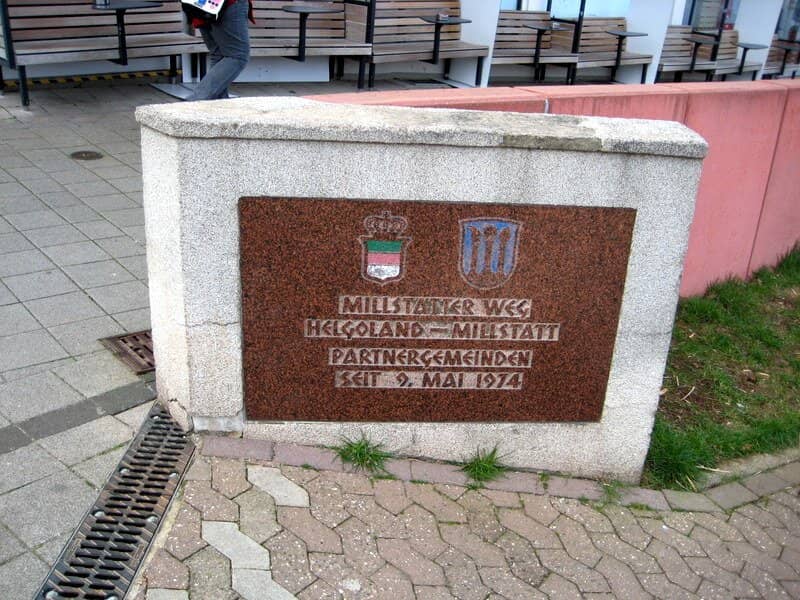 MILLSTÄTTER WEG
HELGOLAND – MILLSTATT
PARTNERGEMEINDEN
SEIT 9. MAI 1974